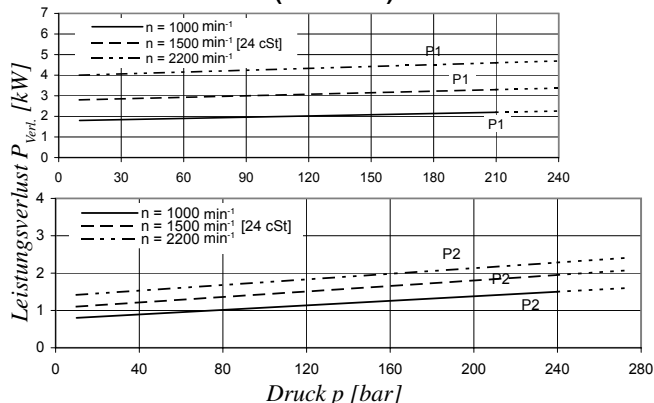 7
n = 1000 min⁻¹
6
n = 1500 min⁻¹ [24 cSt]
5
n = 2200 min⁻¹
P1
4
P1
3
2
P1
1
0
0 30 60 90 120 150 180 210 240
Leistungsverlust P Verl. [kW]
4
n = 1000 min⁻¹
n = 1500 min⁻¹ [24 cSt]
3
n = 2200 min⁻¹
P2
2
P2
1
P2
0
0 40 80 120 160 200 240 280
Druck p [bar]